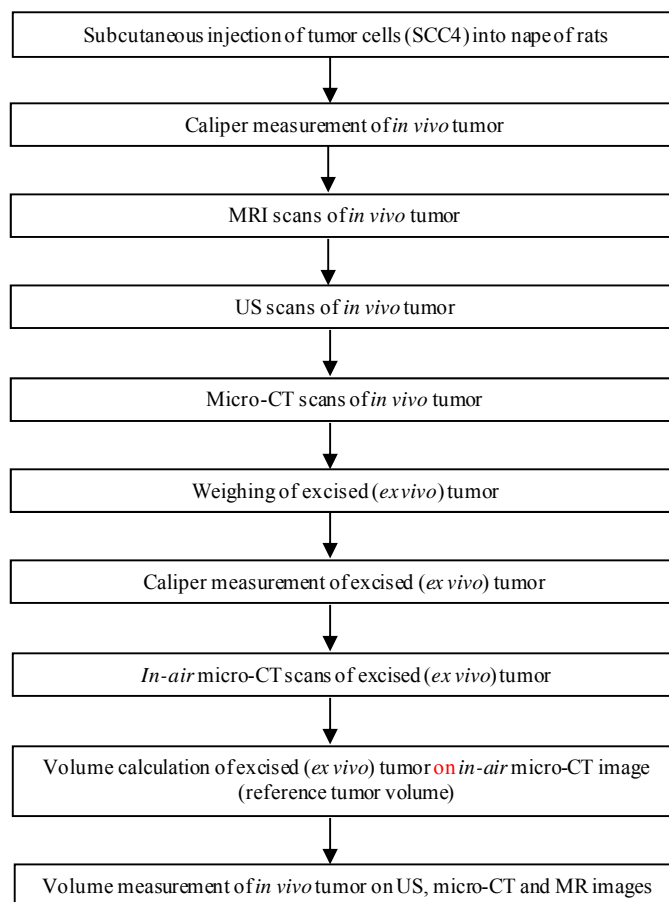 Subcutaneous injection of tumor cells (SCC4) into nape of rats
Caliper measurement of in vivo tumor
MRI scans of in vivo tumor
US scans of in vivo tumor
Micro-CT scans of in vivo tumor
Weighing of excised (ex vivo) tumor
Caliper measurement of excised (ex vivo) tumor
In-air micro-CT scans of excised (ex vivo) tumor
Volume calculation of excised (ex vivo) tumor on in-air micro-CT image
(reference tumor volume)
Volume measurement of in vivo tumor on US, micro-CT and MR images